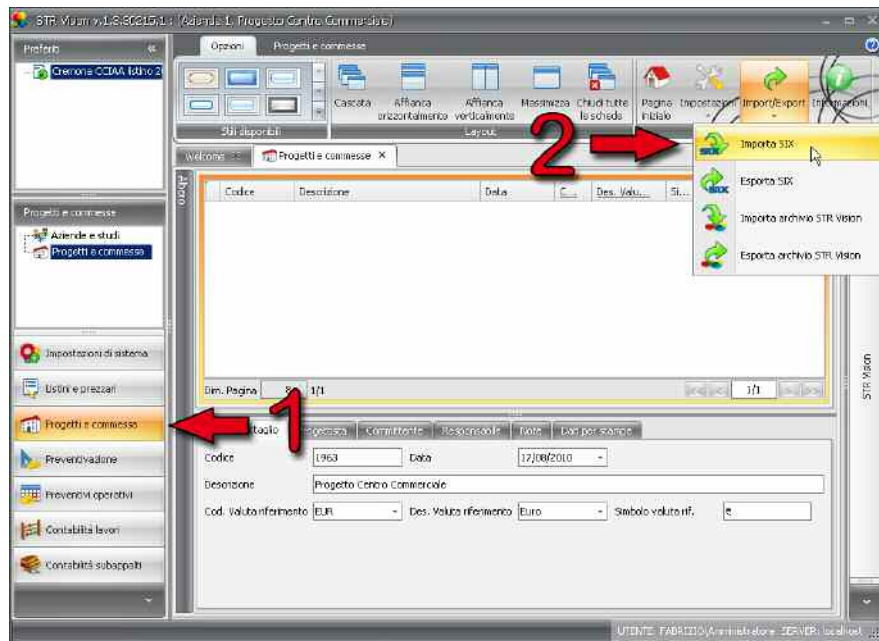 STR Vision v.1.3.30215.1 : (Azienda 1, Progetto Centro Commerciale)
Preferiti «
Cremona CCIAA listino 2
Opzioni Progetti e commesse
Cascata
Affianca orizzontalmente
Affianca verticalmente
Massimizza
Chiudi tutte le schede
Pagina iniziale
Impostazioni
Import/Export
Informazioni
Stili disponibili
Layout
2
Importa SIX
Esporta SIX
Importa archivio STR Vision
Esporta archivio STR Vision
Welcome × Progetti e commesse ×
Albero
Codice Descrizione Data C... Des. Valu... Si...
Progetti e commesse
Aziende e studi
Progetti e commesse
Impostazioni di sistema
Listini e prezzari
Progetti e commesse
Preventivazione
Preventivi operativi
Contabilità lavori
Contabilità subappalti
1
Dim. Pagina 8 1/1
<< < 1/1 > >>
STR Vision
ttaglio ogettista Committente Responsabile Note Dati per stampe
Codice 1963 Data 17/08/2010
Descrizione Progetto Centro Commerciale
Cod. Valuta riferimento EUR Des. Valuta riferimento Euro Simbolo valuta rif. €
UTENTE: FABRIZIO\Amministratore SERVER: localhost